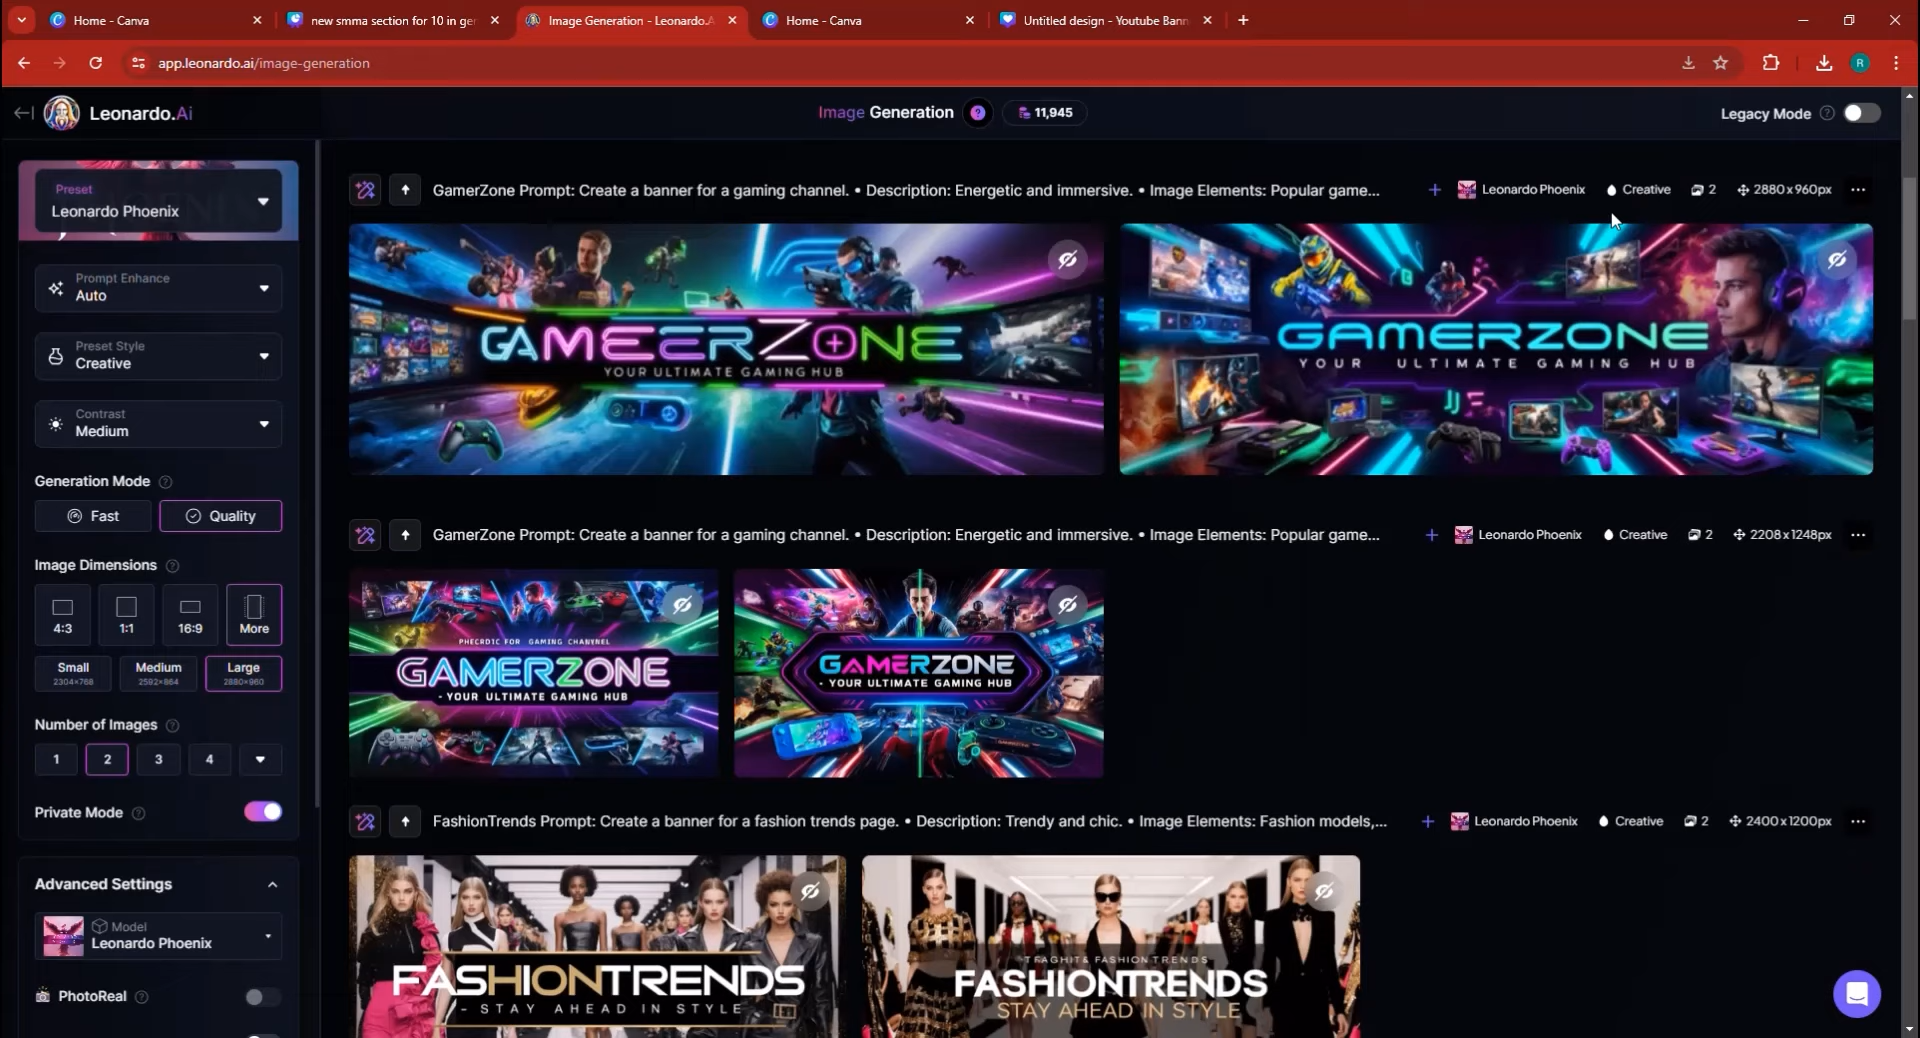 Home - Canva
new smma section for 10 in ger
Image Generation - Leonardo.A
Home - Canva
Untitled design - Youtube Bann
app.leonardo.ai/image-generation
R
Leonardo.Ai
Image Generation
11,945
Legacy Mode
Preset
Leonardo Phoenix
Prompt Enhance
Auto
Preset Style
Creative
Contrast
Medium
Generation Mode
Fast
Quality
Image Dimensions
4:3
1:1
16:9
More
Small
2304×768
Medium
2592×864
Large
2880×960
Number of Images
1
2
3
4
Private Mode
Advanced Settings
Model
Leonardo Phoenix
PhotoReal
GamerZone Prompt: Create a banner for a gaming channel. • Description: Energetic and immersive. • Image Elements: Popular game...
Leonardo Phoenix
Creative
2
2880x960px
GAMEERZONE
YOUR ULTIMATE GAMING HUB
GAMERZONE
YOUR ULTIMATE GAMING HUB
GamerZone Prompt: Create a banner for a gaming channel. • Description: Energetic and immersive. • Image Elements: Popular game...
Leonardo Phoenix
Creative
2
2208x1248px
PHECRDIC FOR GAMING CHANYNEL
GAMERZONE
- YOUR ULTIMATE GAMING HUB
GAMERZONE
- YOUR ULTIMATE GAMING HUB
FashionTrends Prompt: Create a banner for a fashion trends page. • Description: Trendy and chic. • Image Elements: Fashion models,...
Leonardo Phoenix
Creative
2
2400x1200px
FASHIONTRENDS
- STAY AHEAD IN STYLE
TFAGHIT& FASHION TRENDS
FASHIONTRENDS
STAY AHEAD IN STYLE